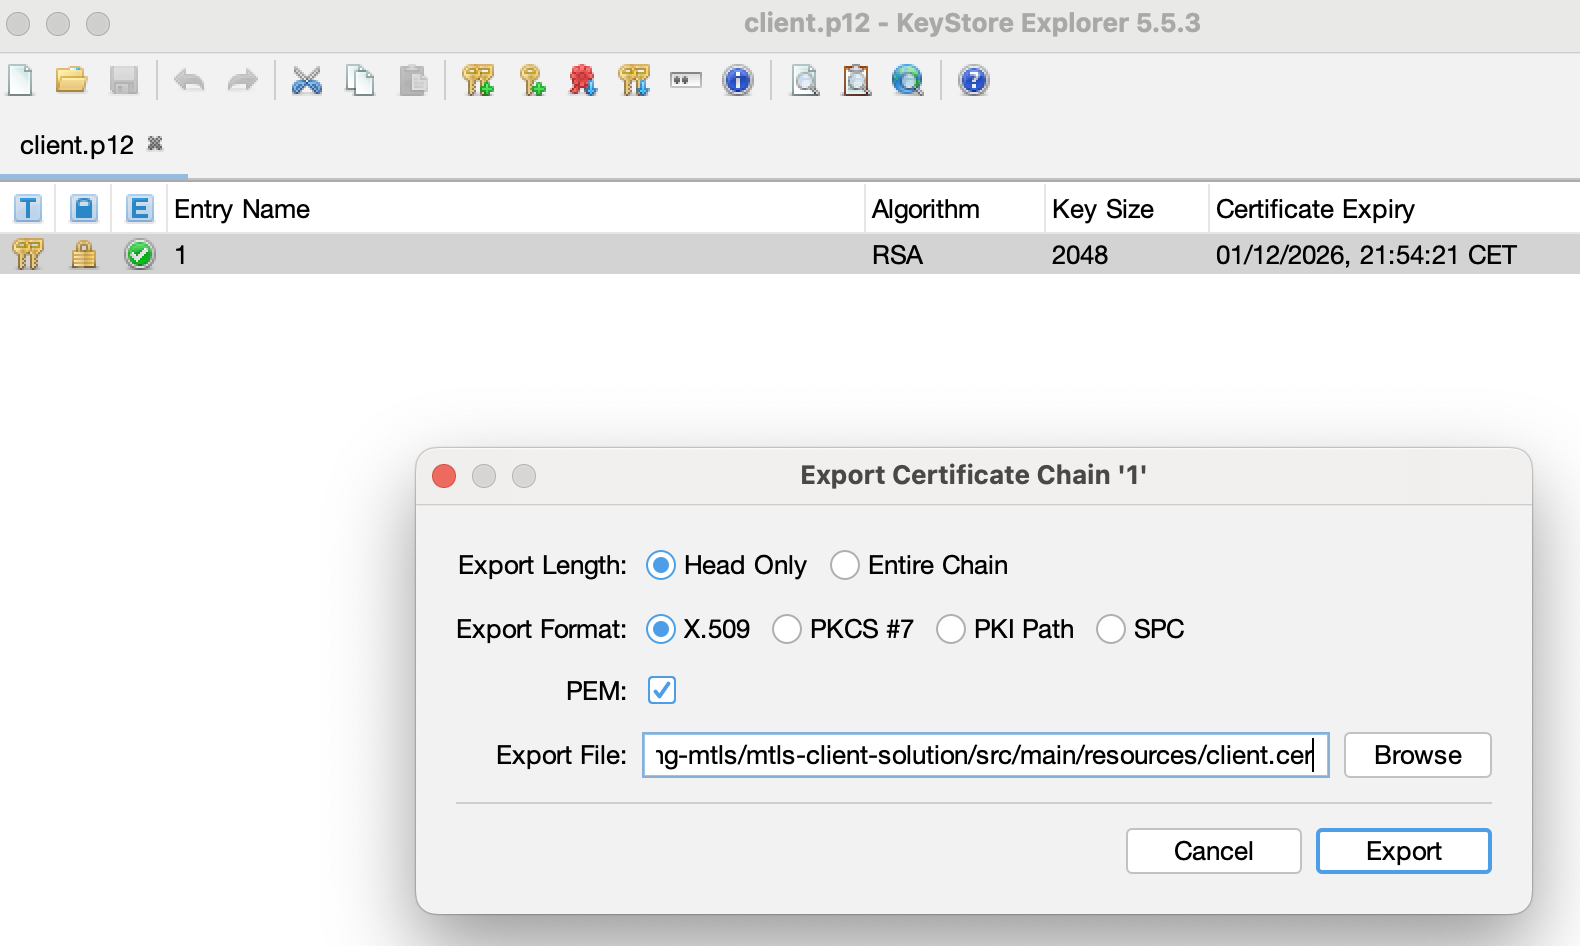 client.p12 - KeyStore Explorer 5.5.3
client.p12
T E Entry Name Algorithm Key Size Certificate Expiry
1 RSA 2048 01/12/2026, 21:54:21 CET
Export Certificate Chain '1'
Export Length: Head Only Entire Chain
Export Format: X.509 PKCS #7 PKI Path SPC
PEM:
Export File: ng-mtls/mtls-client-solution/src/main/resources/client.cer Browse
Cancel Export